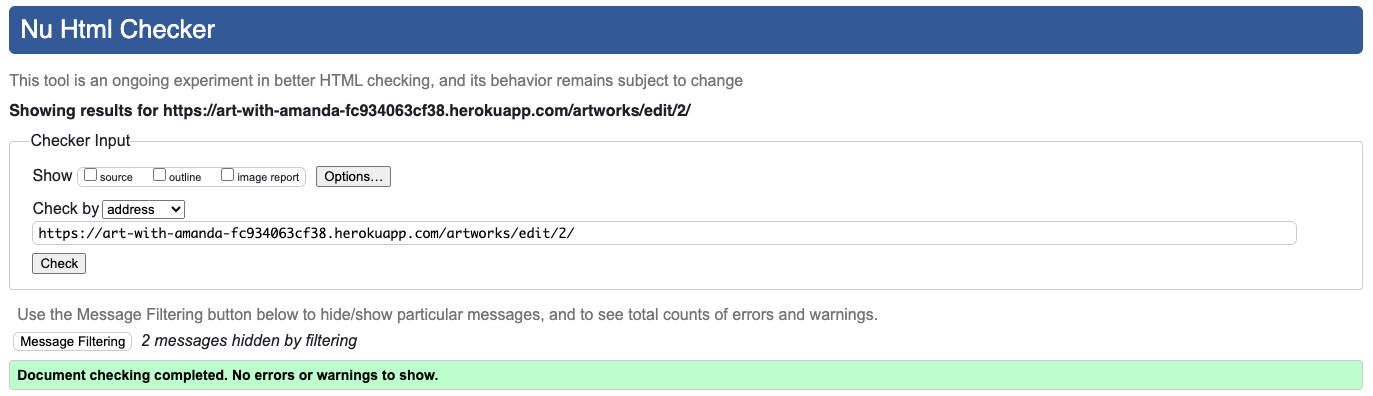 Nu Html Checker
This tool is an ongoing experiment in better HTML checking, and its behavior remains subject to change
Showing results for https://art-with-amanda-fc934063cf38.herokuapp.com/artworks/edit/2/
Checker Input
Show source outline image report Options...
Check by address
https://art-with-amanda-fc934063cf38.herokuapp.com/artworks/edit/2/
Check
Use the Message Filtering button below to hide/show particular messages, and to see total counts of errors and warnings.
Message Filtering 2 messages hidden by filtering
Document checking completed. No errors or warnings to show.